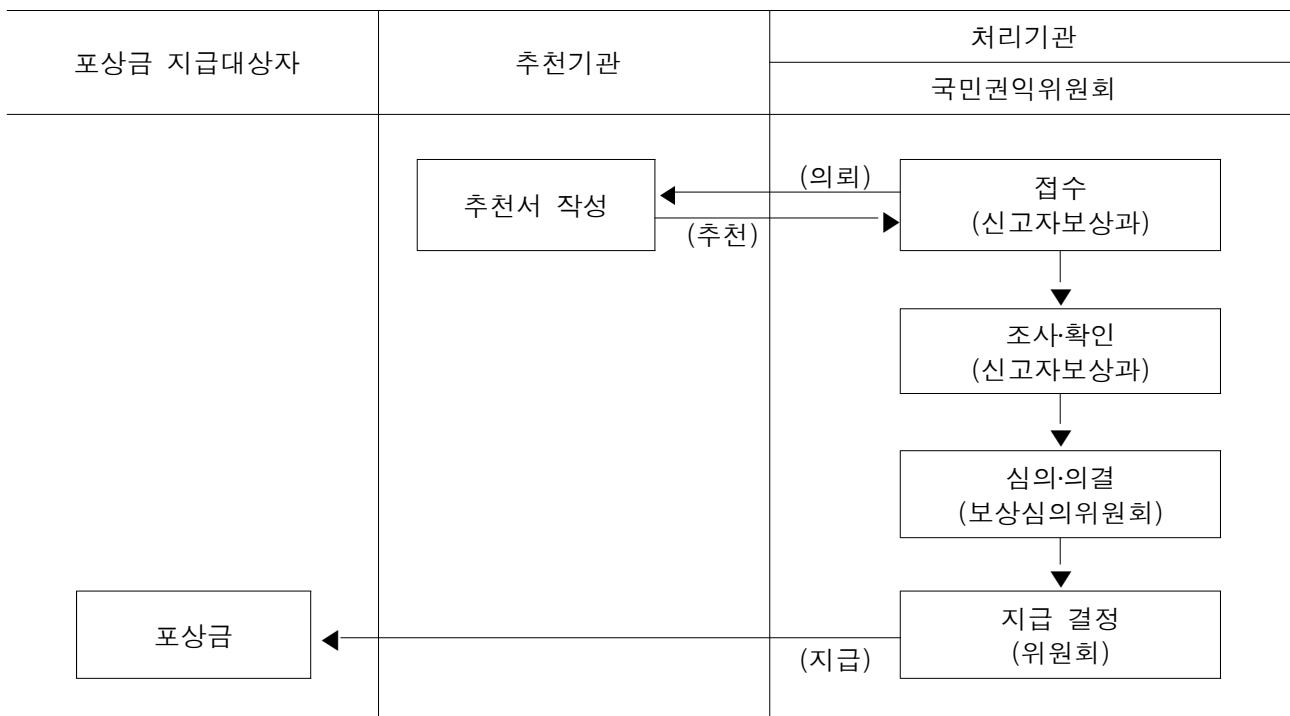 포상금 지급대상자
추천기관
처리기관
국민권익위원회
추천서 작성
(의뢰)
(추천)
접수
(신고자보상과)
조사·확인
(신고자보상과)
심의·의결
(보상심의위원회)
포상금
(지급)
지급 결정
(위원회)